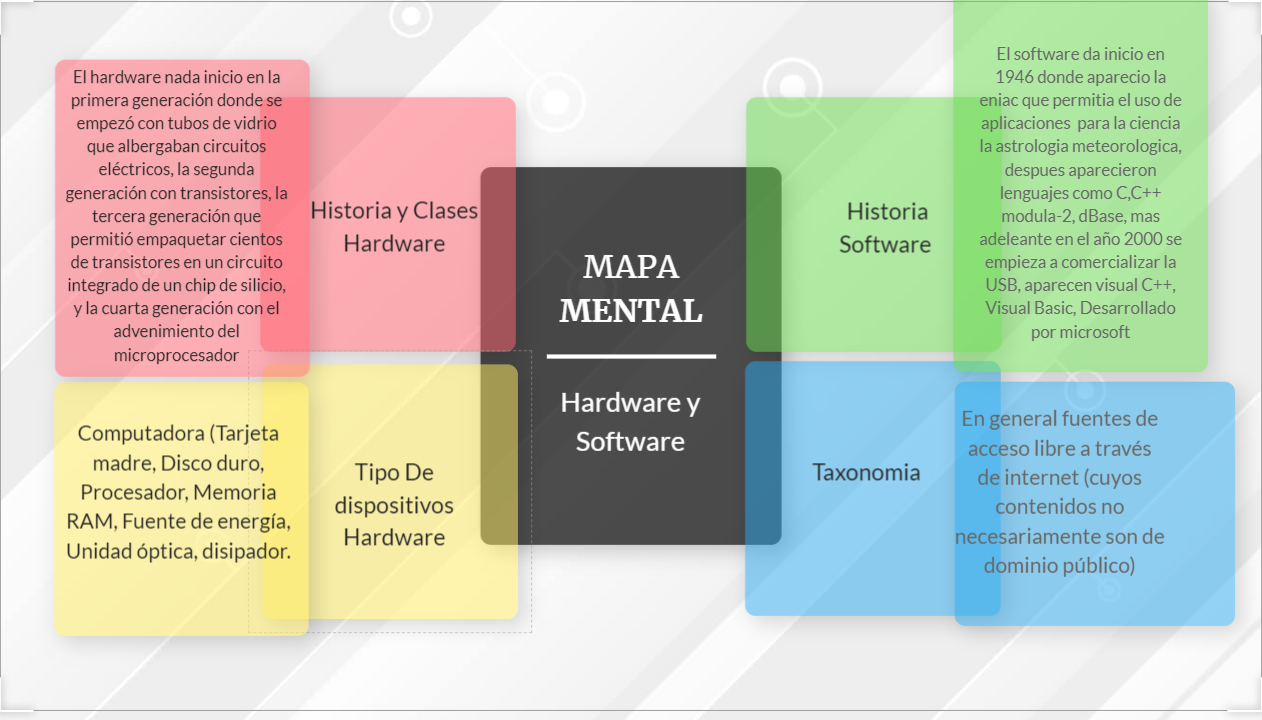 El hardware nada inicio en la
primera generación donde se
empezó con tubos de vidrio
que albergaban circuitos
eléctricos, la segunda
generación con transistores, la
tercera generación que
permitió empaquetar cientos
de transistores en un circuito
integrado de un chip de silicio,
y la cuarta generación con el
advenimiento del
microprocesador
Historia y Clases
Hardware
Computadora (Tarjeta
madre, Disco duro,
Procesador, Memoria
RAM, Fuente de energía,
Unidad óptica, disipador.
Tipo De
dispositivos
Hardware
MAPA
MENTAL
Hardware y
Software
Historia
Software
El software da inicio en
1946 donde aparecio la
eniac que permitia el uso de
aplicaciones para la ciencia
la astrologia meteorologica,
despues aparecieron
lenguajes como C,C++
modula-2, dBase, mas
adeleante en el año 2000 se
empieza a comercializar la
USB, aparecen visual C++,
Visual Basic, Desarrollado
por microsoft
Taxonomia
En general fuentes de
acceso libre a través
de internet (cuyos
contenidos no
necesariamente son de
dominio público)